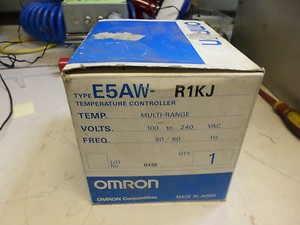 TYPE E5AW- R1KJ
TEMPERATURE CONTROLLER
TEMP. MULTI-RANGE
VOLTS. 100 to 240 VAC
FREQ. 50/60 Hz
LOT No. 0438 QTY 1
OMRON
OMRON Corporation MADE IN JAPAN